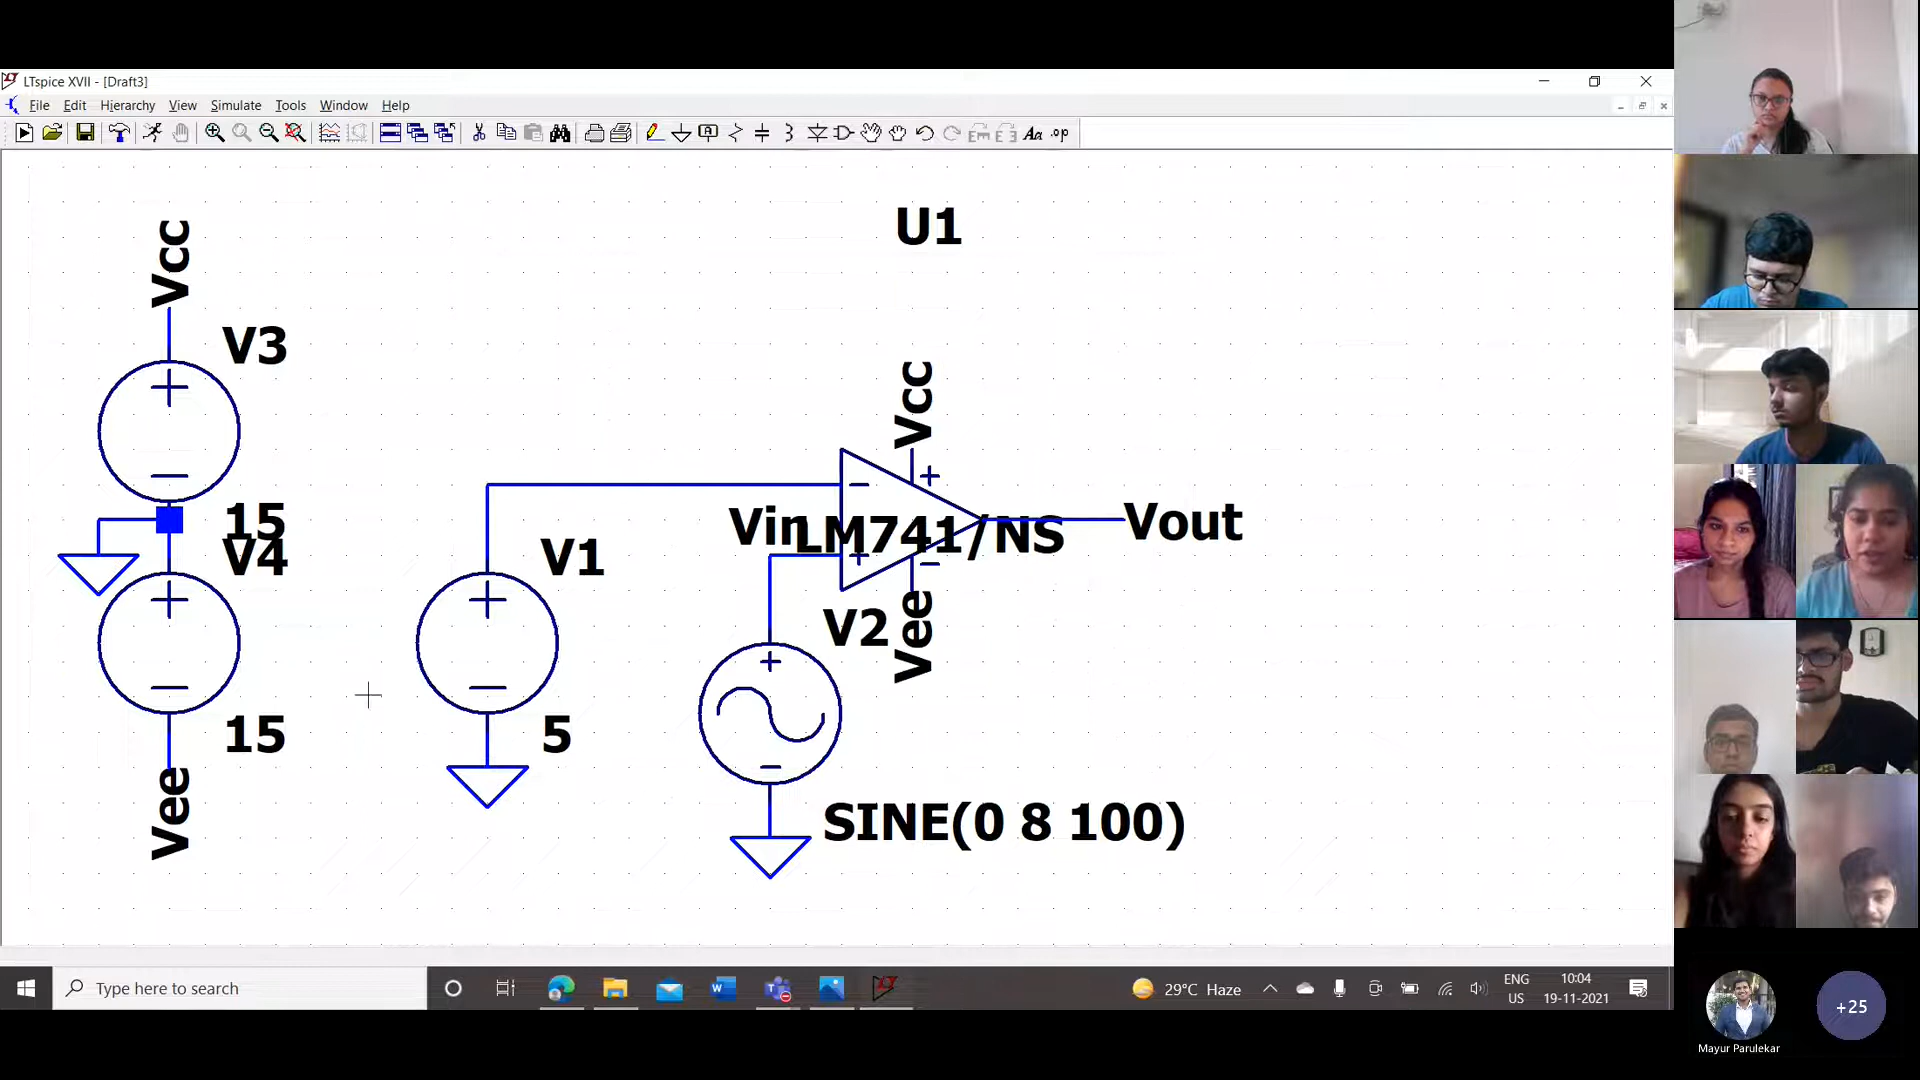 LTspice XVII - [Draft3]
File Edit Hierarchy View Simulate Tools Window Help
Aa .op
U1
Vcc
V3
15
V4
15
Vee
V1
5
Vcc
Vin
LM741/NS
Vout
Vee
V2
SINE(0 8 100)
Type here to search
29°C Haze
ENG
US
10:04
19-11-2021
Mayur Parulekar
+25